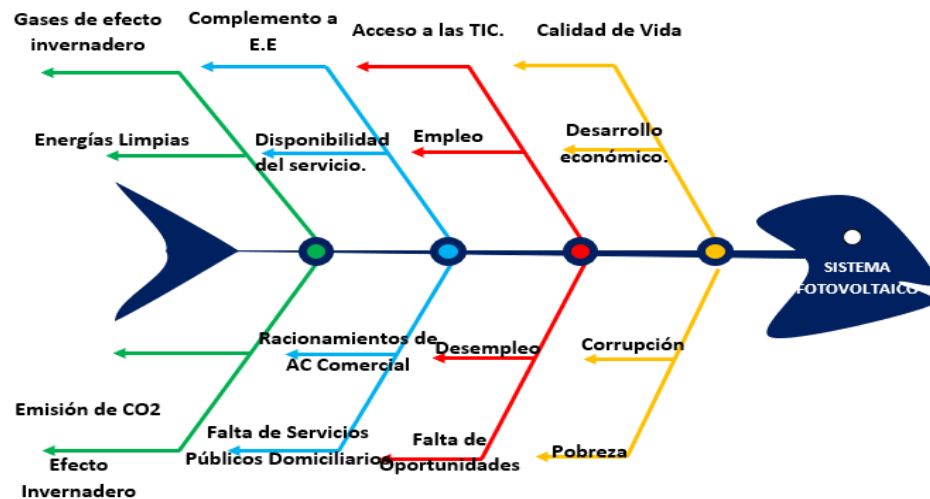 Gases de efecto
invernadero
Complemento a
E.E
Acceso a las TIC.
Calidad de Vida
Energías Limpias
Disponibilidad
del servicio.
Empleo
Desarrollo
económico.
SISTEMA
FOTOVOLTAICO
Racionamientos de
AC Comercial
Desempleo
Corrupción
Emisión de CO2
Efecto
Invernadero
Falta de Servicios
Públicos Domiciliarios
Falta de
Oportunidades
Pobreza